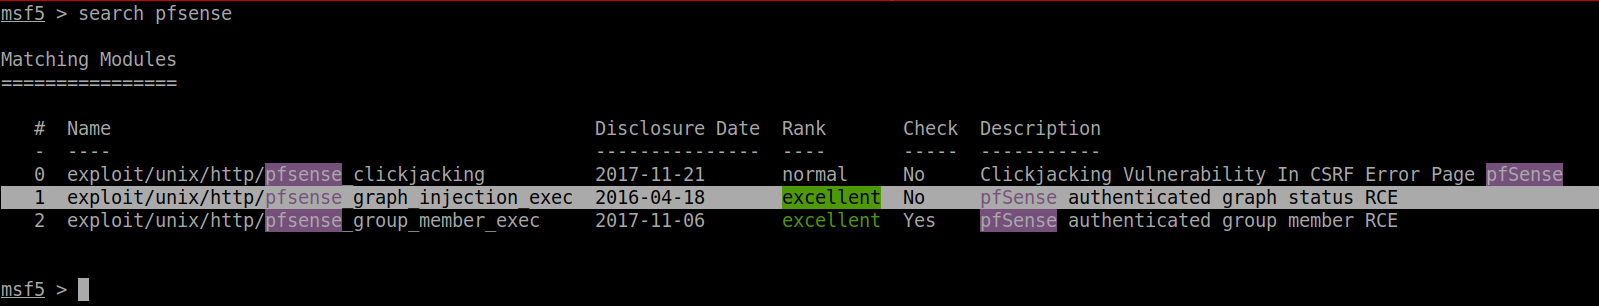 msf5 > search pfsense
Matching Modules
================
#  Name                                            Disclosure Date  Rank       Check  Description
-  ----                                            ---------------  ----       -----  -----------
0  exploit/unix/http/pfsense_clickjacking          2017-11-21       normal     No     Clickjacking Vulnerability In CSRF Error Page pfSense
1  exploit/unix/http/pfsense_graph_injection_exec  2016-04-18       excellent  No     pfSense authenticated graph status RCE
2  exploit/unix/http/pfsense_group_member_exec     2017-11-06       excellent  Yes    pfSense authenticated group member RCE
msf5 >